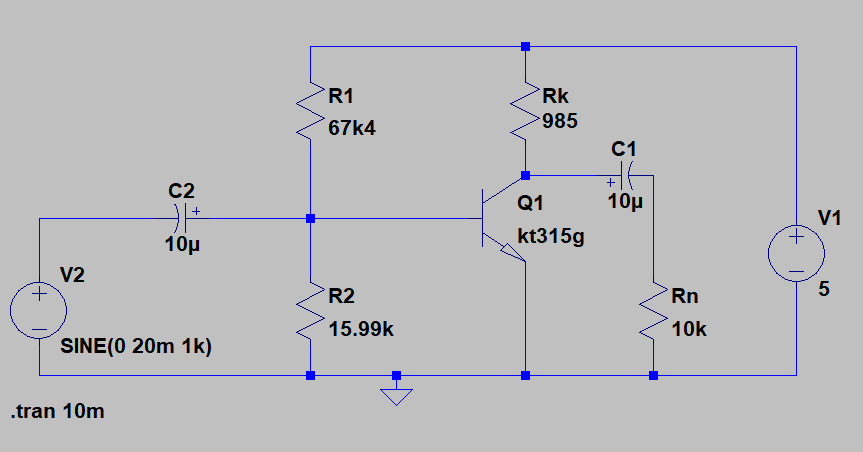 R1
67k4
Rk
985
C1
10µ
C2
10µ
Q1
kt315g
V1
5
V2
SINE(0 20m 1k)
R2
15.99k
Rn
10k
.tran 10m